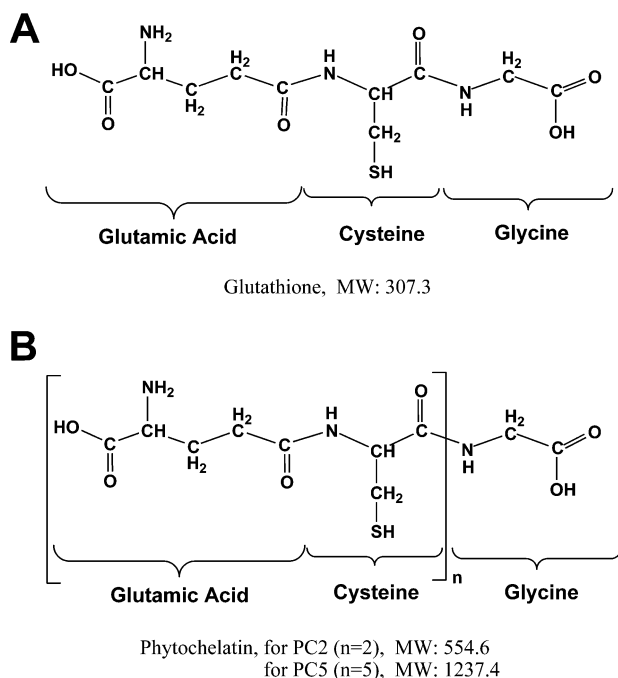 A
NH₂
HO
CH
C
O
C
H₂
H₂
C
C
O
H
N
CH
CH₂
SH
O
C
N
H
H₂
C
C
O
OH
Glutamic Acid
Cysteine
Glycine
Glutathione, MW: 307.3
B
NH₂
HO
CH
C
O
C
H₂
H₂
C
C
O
H
N
CH
CH₂
SH
O
C
n
N
H
H₂
C
C
O
OH
Glutamic Acid
Cysteine
Glycine
Phytochelatin, for PC2 (n=2), MW: 554.6
for PC5 (n=5), MW: 1237.4